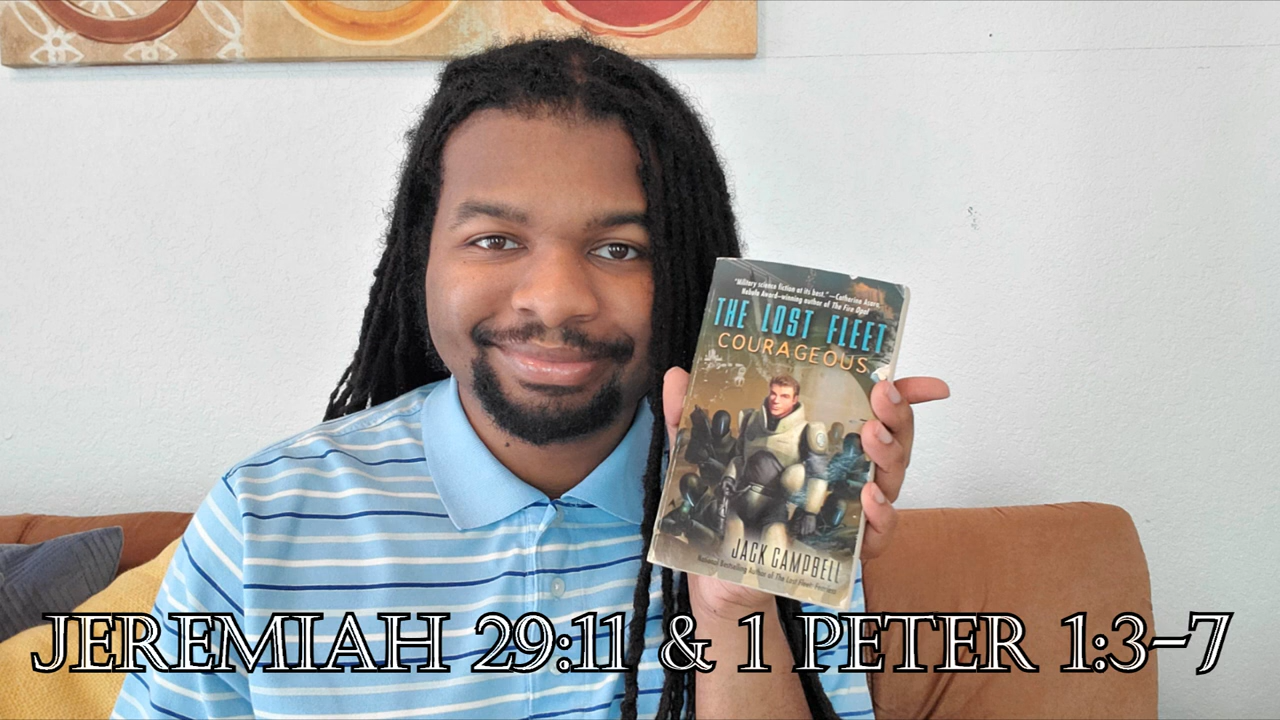 "Military science fiction at its best." —Catherine Asaro,
Nebula Award–winning author of The Fire Opal
THE LOST FLEET
COURAGEOUS
JACK CAMPBELL
National Bestselling Author of The Lost Fleet: Fearless
JEREMIAH 29:11 & 1 PETER 1:3-7